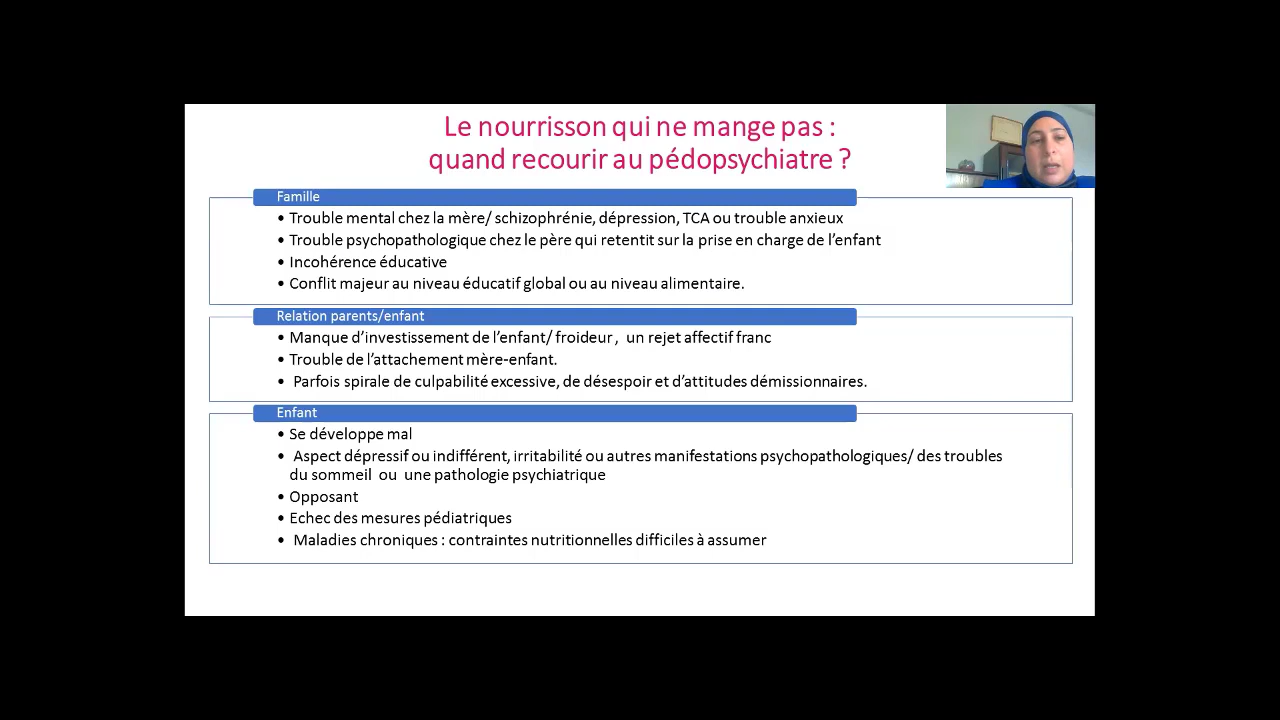 Le nourrisson qui ne mange pas :
quand recourir au pédopsychiatre ?
Famille
• Trouble mental chez la mère/ schizophrénie, dépression, TCA ou trouble anxieux
• Trouble psychopathologique chez le père qui retentit sur la prise en charge de l’enfant
• Incohérence éducative
• Conflit majeur au niveau éducatif global ou au niveau alimentaire.
Relation parents/enfant
• Manque d’investissement de l’enfant/ froideur , un rejet affectif franc
• Trouble de l’attachement mère-enfant.
• Parfois spirale de culpabilité excessive, de désespoir et d’attitudes démissionnaires.
Enfant
• Se développe mal
• Aspect dépressif ou indifférent, irritabilité ou autres manifestations psychopathologiques/ des troubles
du sommeil ou une pathologie psychiatrique
• Opposant
• Echec des mesures pédiatriques
• Maladies chroniques : contraintes nutritionnelles difficiles à assumer